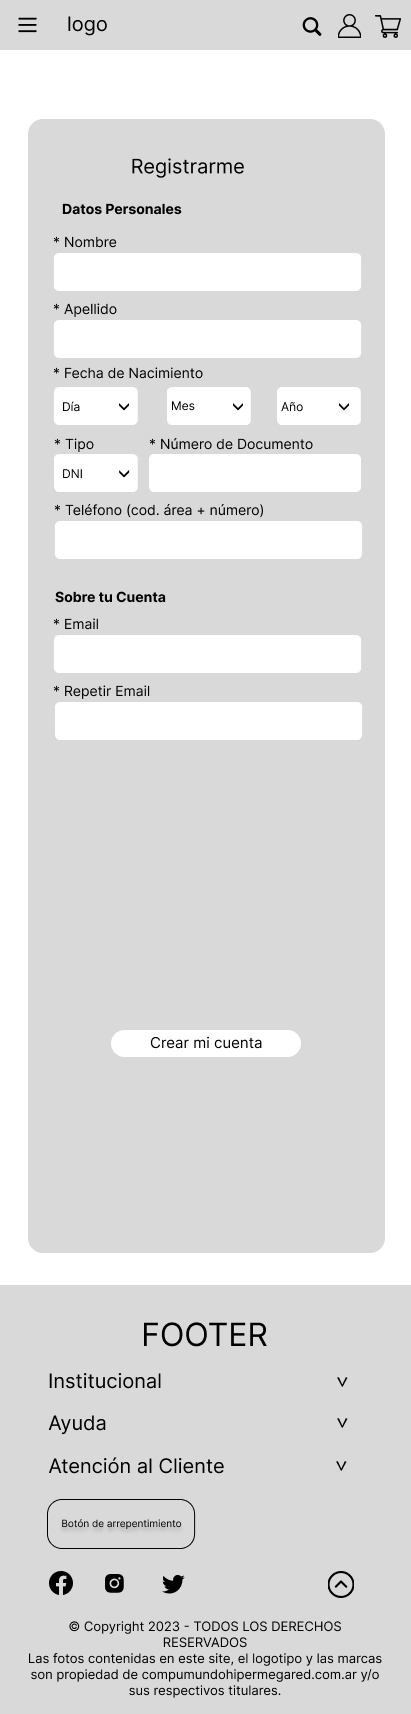 logo
Registrarme
Datos Personales
* Nombre
* Apellido
* Fecha de Nacimiento
Día Mes Año
* Tipo * Número de Documento
DNI
* Teléfono (cod. área + número)
Sobre tu Cuenta
* Email
* Repetir Email
Crear mi cuenta
FOOTER
Institucional
Ayuda
Atención al Cliente
Botón de arrepentimiento
© Copyright 2023 - TODOS LOS DERECHOS
RESERVADOS
Las fotos contenidas en este site, el logotipo y las marcas
son propiedad de compumundohipermegared.com.ar y/o
sus respectivos titulares.